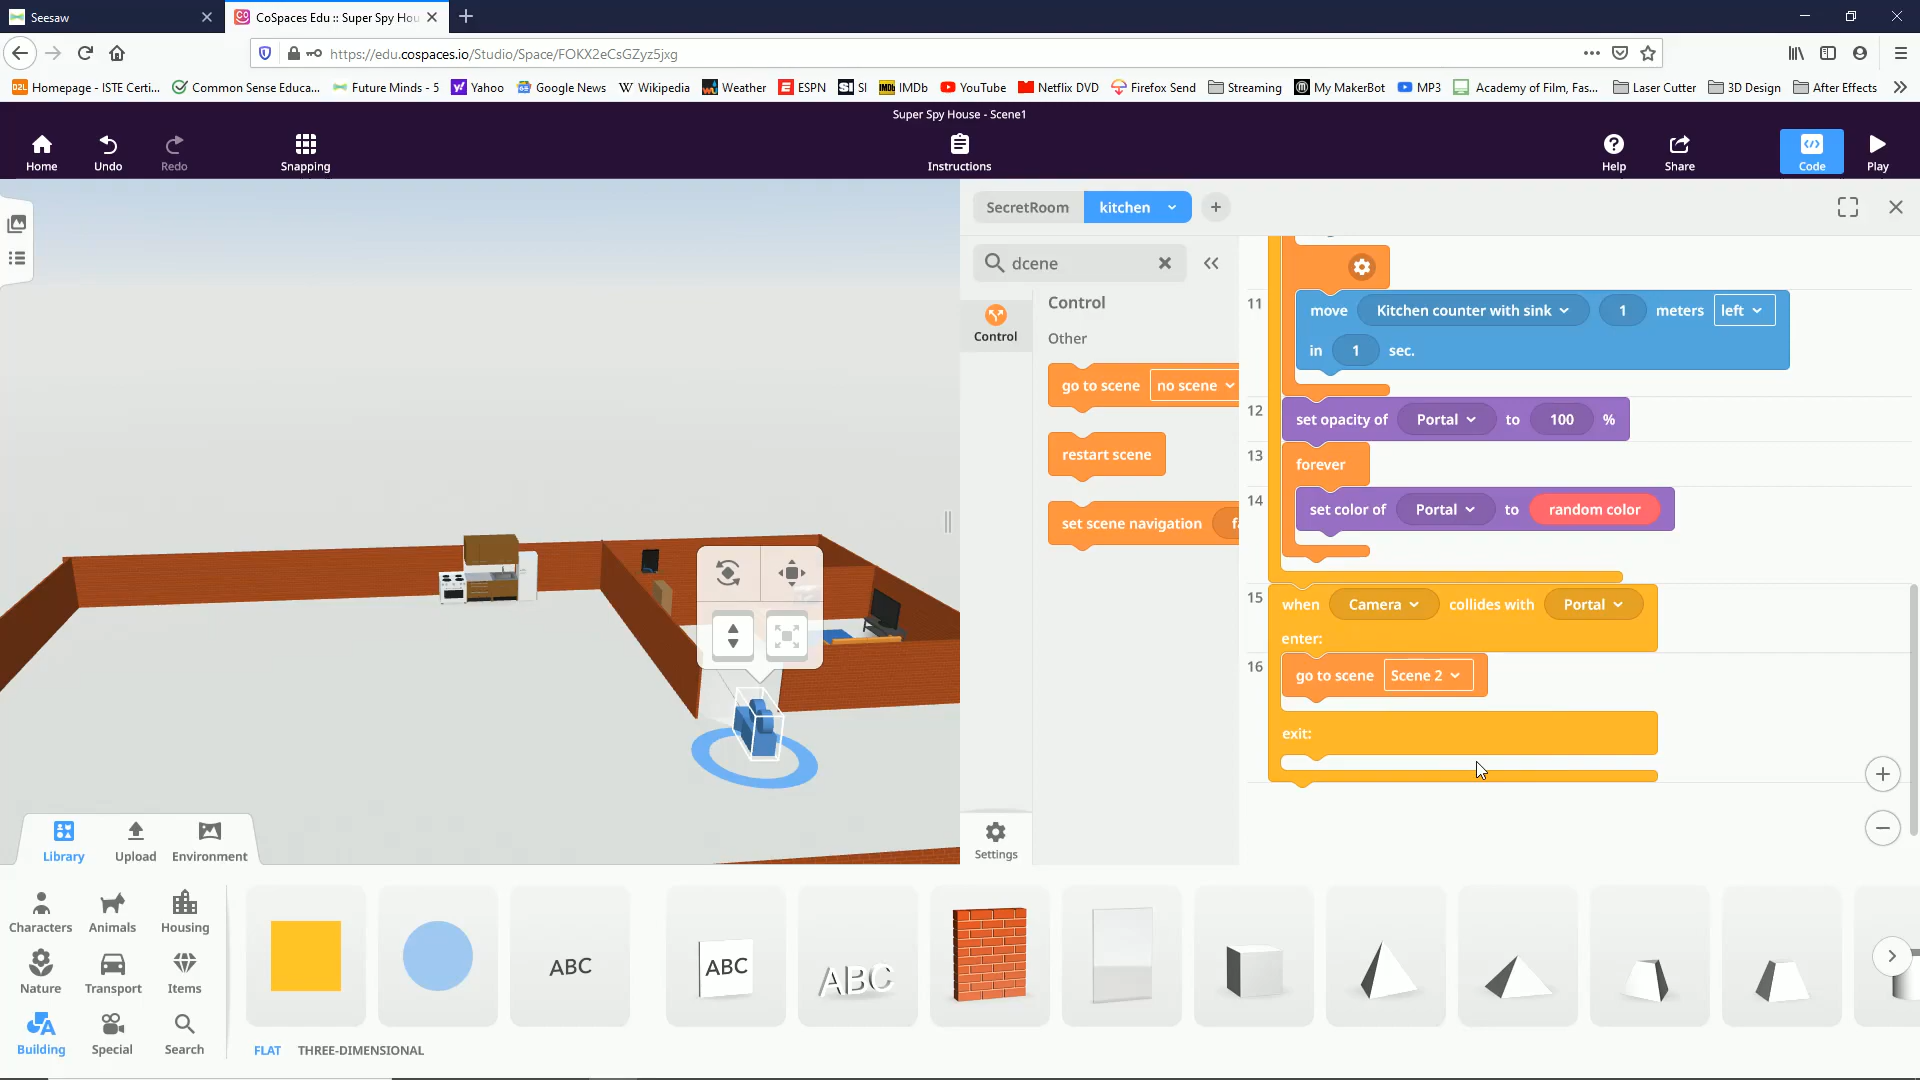 Seesaw
CoSpaces Edu :: Super Spy Hou
https://edu.cospaces.io/Studio/Space/FOKX2eCsGZyz5jxg
Homepage - ISTE Certi...
Common Sense Educa...
Future Minds - 5
Yahoo
Google News
Wikipedia
Weather
ESPN
SI
IMDb
YouTube
Netflix DVD
Firefox Send
Streaming
My MakerBot
MP3
Academy of Film, Fas...
Laser Cutter
3D Design
After Effects
Super Spy House - Scene1
Home
Undo
Redo
Snapping
Instructions
Help
Share
Code
Play
SecretRoom
kitchen
dcene
Control
Control
Other
go to scene no scene
restart scene
set scene navigation
Settings
11
move Kitchen counter with sink 1 meters left
in 1 sec.
12
set opacity of Portal to 100 %
13
forever
14
set color of Portal to random color
15
when Camera collides with Portal
enter:
16
go to scene Scene 2
exit:
Library
Upload
Environment
Characters
Animals
Housing
Nature
Transport
Items
Building
Special
Search
ABC
ABC
ABC
FLAT
THREE-DIMENSIONAL